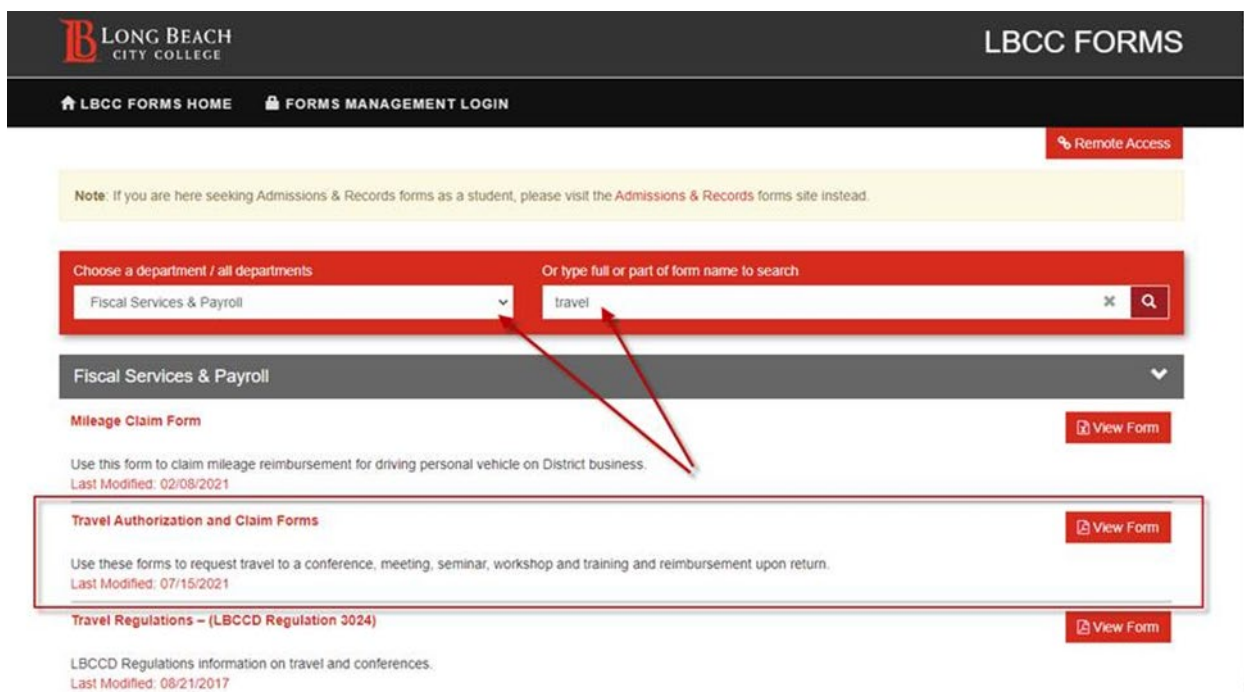 LONG BEACH
CITY COLLEGE
LBCC FORMS
LBCC FORMS HOME
FORMS MANAGEMENT LOGIN
Remote Access
Note: If you are here seeking Admissions & Records forms as a student, please visit the Admissions & Records forms site instead.
Choose a department / all departments
Or type full or part of form name to search
Fiscal Services & Payroll
travel
Fiscal Services & Payroll
Mileage Claim Form
View Form
Use this form to claim mileage reimbursement for driving personal vehicle on District business.
Last Modified: 02/08/2021
Travel Authorization and Claim Forms
View Form
Use these forms to request travel to a conference, meeting, seminar, workshop and training and reimbursement upon return.
Last Modified: 07/15/2021
Travel Regulations – (LBCCD Regulation 3024)
View Form
LBCCD Regulations information on travel and conferences.
Last Modified: 08/21/2017